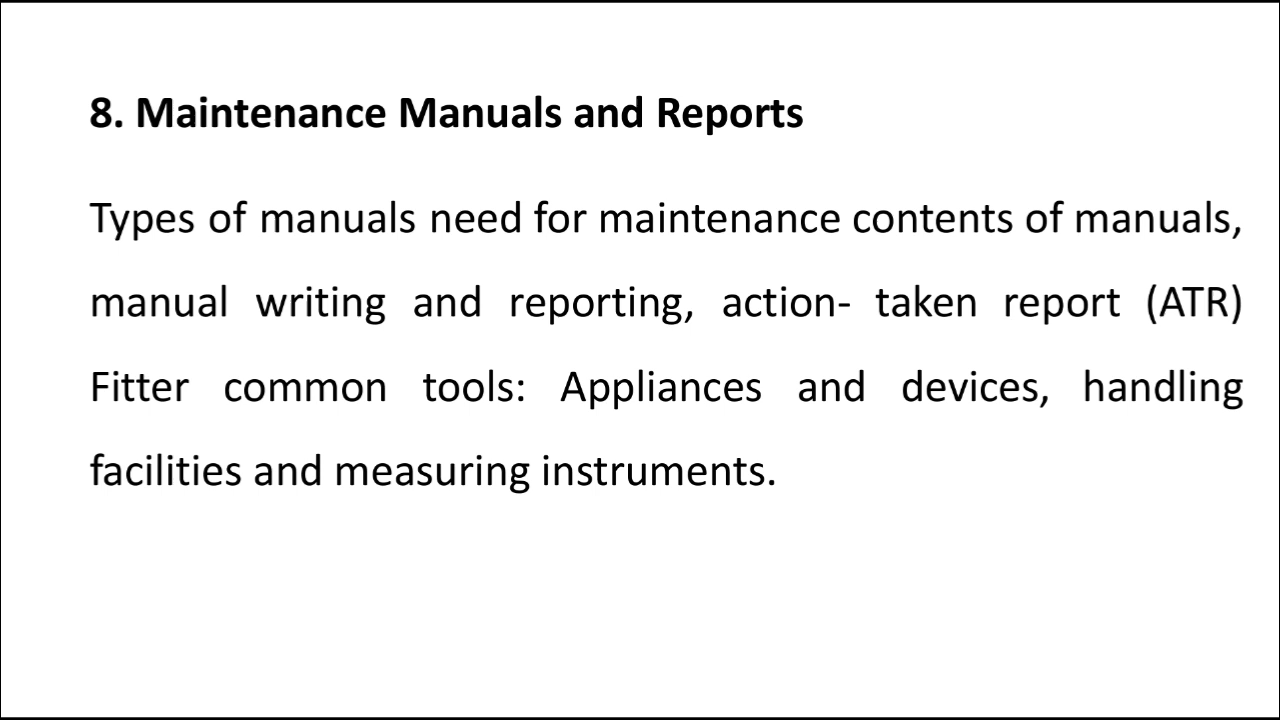 8. Maintenance Manuals and Reports
Types of manuals need for maintenance contents of manuals,
manual writing and reporting, action- taken report (ATR)
Fitter common tools: Appliances and devices, handling
facilities and measuring instruments.